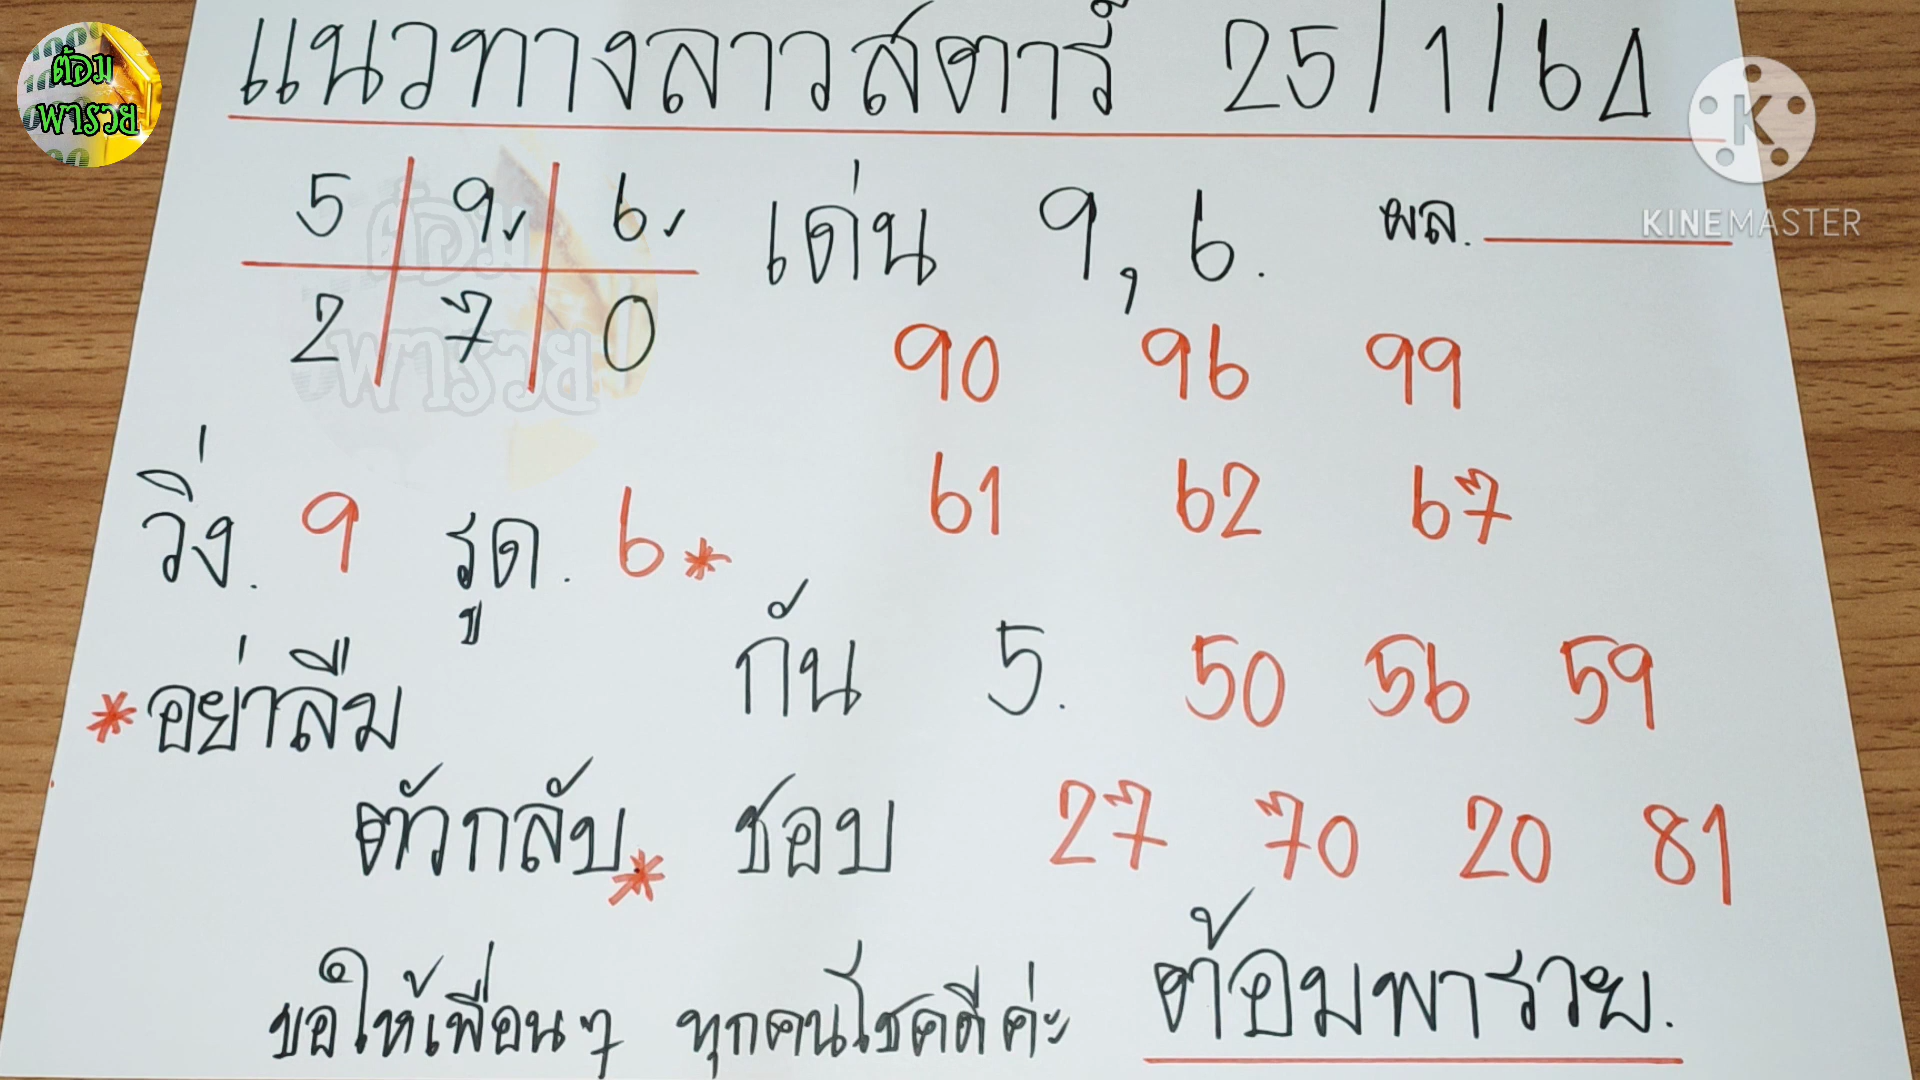 ต้อม
พารวย
แนวทางลาวสตาร์ 25/1/64
KINEMASTER
5 9 6
2 7 0
เด่น 9,6. ผล.
90 96 99
61 62 67
วิ่ง. 9 รูด. 6*
กัน 5. 50 56 59
*อย่าลืม
ตัวกลับ* ชอบ 27 70 20 81
ขอให้เพื่อนๆ ทุกคนโชคดีค่ะ ต้อมพารวย.